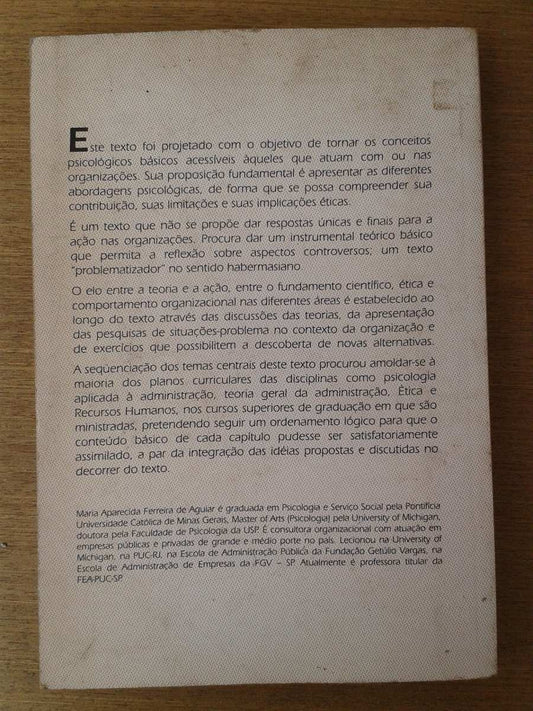 Este texto foi projetado com o objetivo de tornar os conceitos
psicológicos básicos acessíveis àqueles que atuam com ou nas
organizações. Sua proposição fundamental é apresentar as diferentes
abordagens psicológicas, de forma que se possa compreender sua
contribuição, suas limitações e suas implicações éticas.
É um texto que não se propõe dar respostas únicas e finais para a
ação nas organizações. Procura dar um instrumental teórico básico
que permita a reflexão sobre aspectos controversos; um texto
"problematizador" no sentido habermasiano.
O elo entre a teoria e a ação, entre o fundamento científico, ética e
comportamento organizacional nas diferentes áreas é estabelecido ao
longo do texto através das discussões das teorias, da apresentação
das pesquisas de situações-problema no contexto da organização e
de exercícios que possibilitem a descoberta de novas alternativas.
A seqüenciação dos temas centrais deste texto procurou amoldar-se à
maioria dos planos curriculares das disciplinas como psicologia
aplicada à administração, teoria geral da administração, Ética e
Recursos Humanos, nos cursos superiores de graduação em que são
ministradas, pretendendo seguir um ordenamento lógico para que o
conteúdo básico de cada capítulo pudesse ser satisfatoriamente
assimilado, a par da integração das idéias propostas e discutidas no
decorrer do texto.
Maria Aparecida Ferreira de Aguiar é graduada em Psicologia e Serviço Social pela Pontifícia
Universidade Católica de Minas Gerais, Master of Arts (Psicologia) pela University of Michigan,
doutora pela Faculdade de Psicologia da USP. É consultora organizacional com atuação em
empresas públicas e privadas de grande e médio porte no país. Lecionou na University of
Michigan, na PUC-RJ, na Escola de Administração Pública da Fundação Getúlio Vargas, na
Escola de Administração de Empresas da FGV – SP. Atualmente é professora titular da
FEA-PUC-SP.